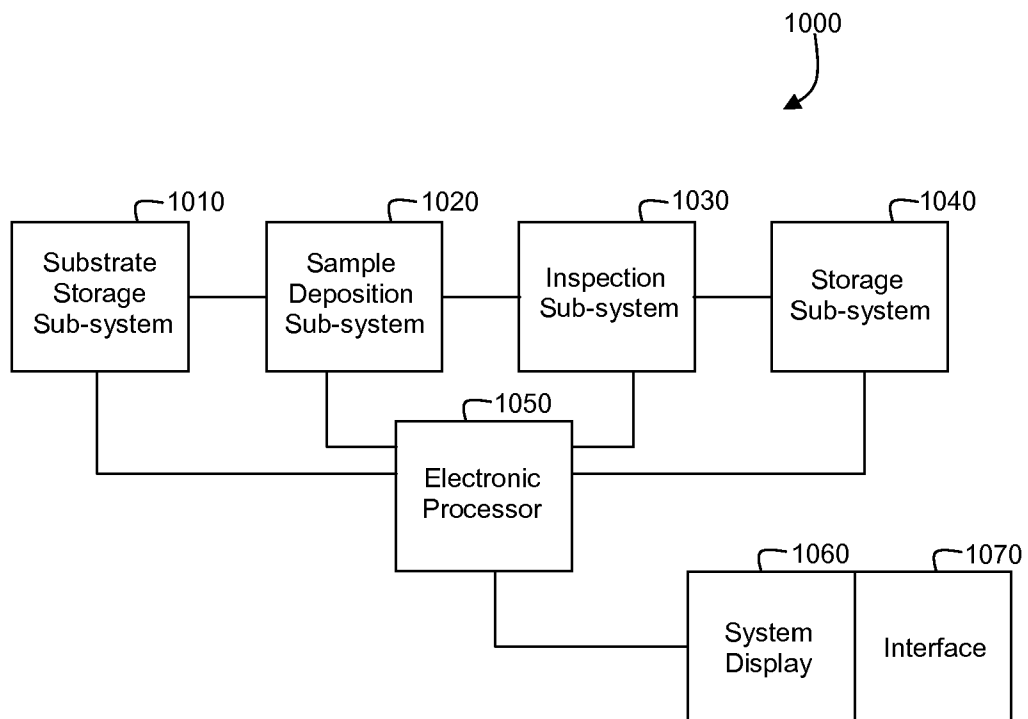 1000
1010
1020
1030
1040
Substrate
Storage
Sub-system
Sample
Deposition
Sub-system
Inspection
Sub-system
Storage
Sub-system
1050
Electronic
Processor
1060
1070
System
Display
Interface